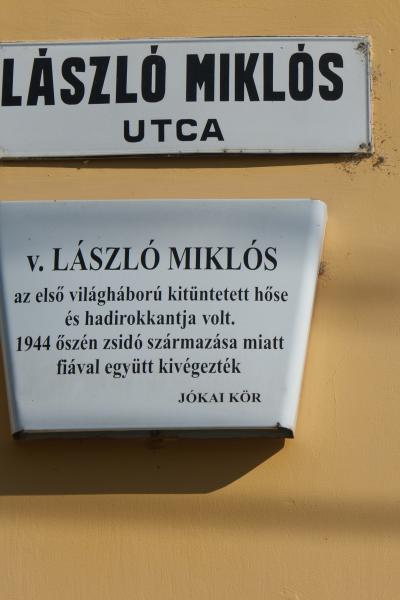 LÁSZLÓ MIKLÓS
UTCA
v. LÁSZLÓ MIKLÓS
az első világháború kitüntetett hőse
és hadirokkantja volt.
1944 őszén zsidó származása miatt
fiával együtt kivégezték
JÓKAI KÖR